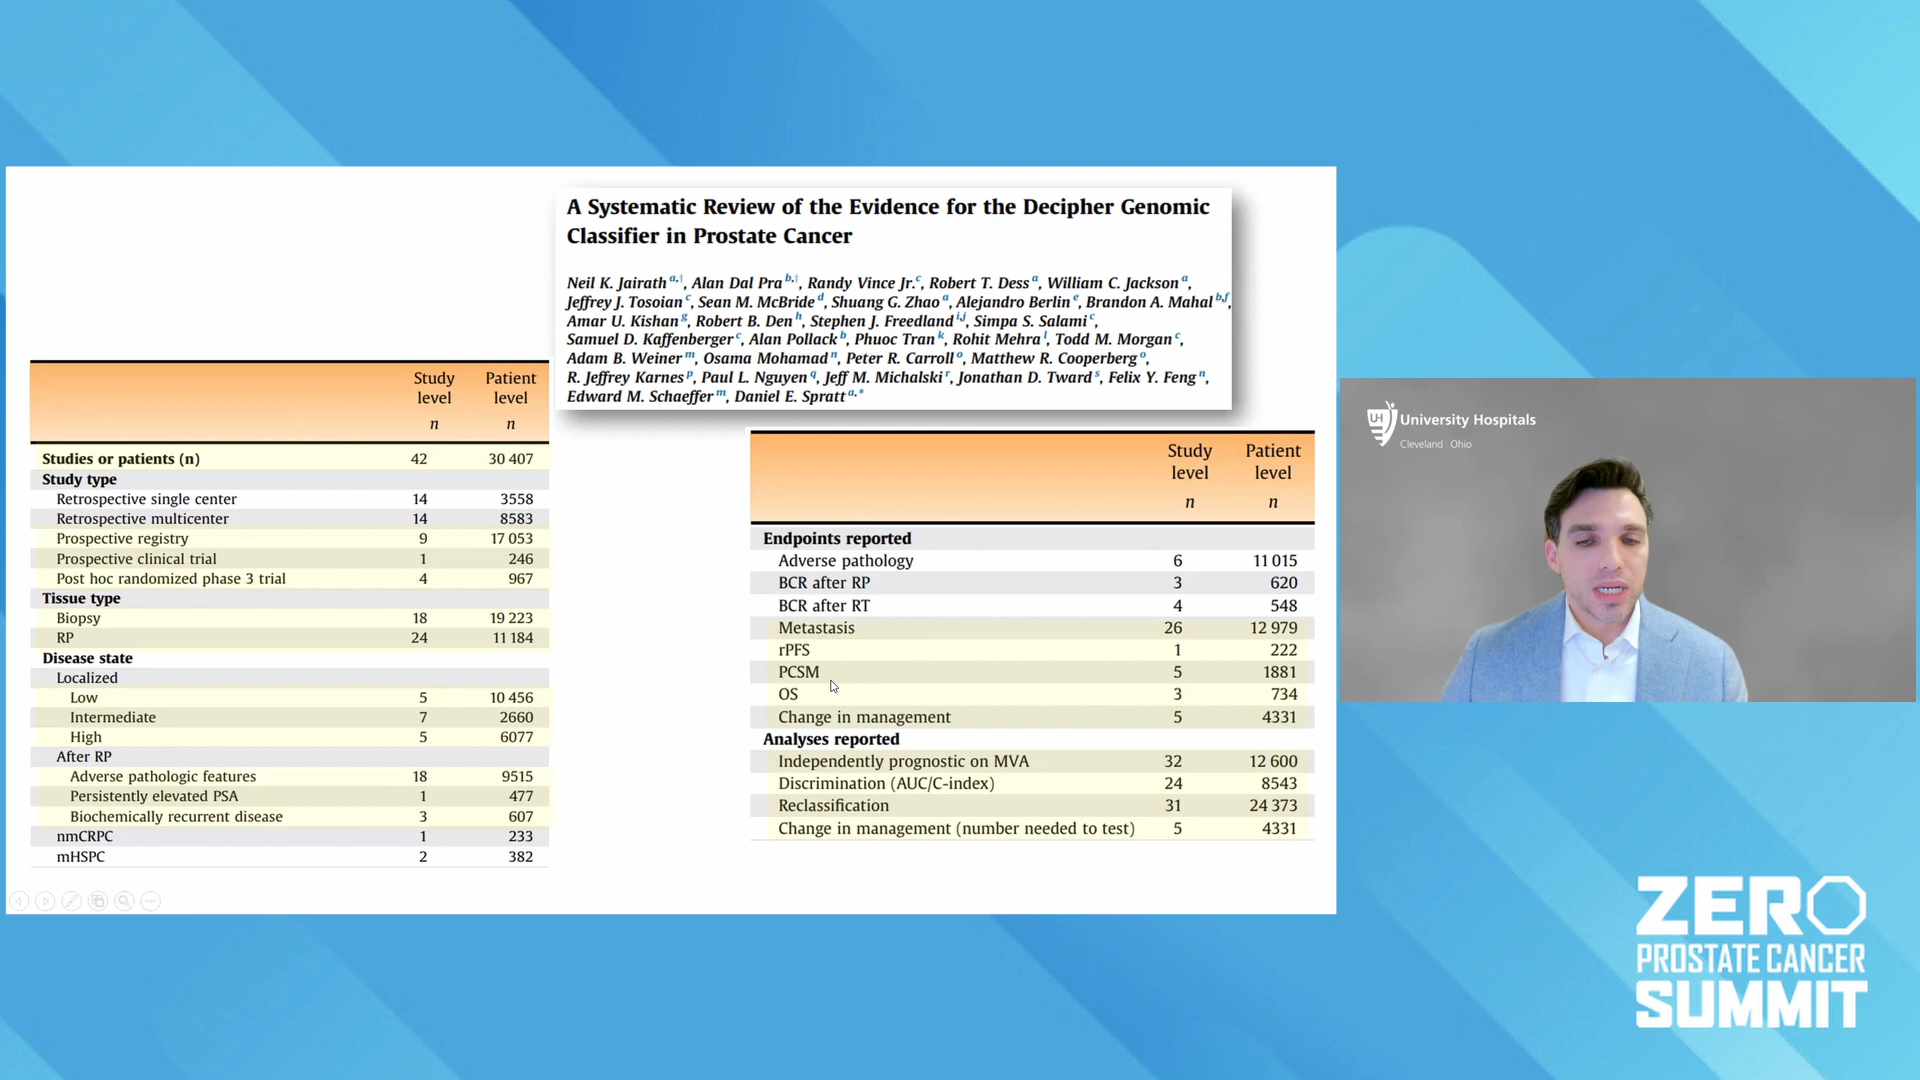 A Systematic Review of the Evidence for the Decipher Genomic
Classifier in Prostate Cancer
Neil K. Jairath a,†, Alan Dal Pra b,†, Randy Vince Jr. c, Robert T. Dess a, William C. Jackson a,
Jeffrey J. Tosoian c, Sean M. McBride d, Shuang G. Zhao a, Alejandro Berlin e, Brandon A. Mahal b,f,
Amar U. Kishan g, Robert B. Den h, Stephen J. Freedland i,j, Simpa S. Salami c,
Samuel D. Kaffenberger c, Alan Pollack b, Phuoc Tran k, Rohit Mehra l, Todd M. Morgan c,
Adam B. Weiner m, Osama Mohamad n, Peter R. Carroll o, Matthew R. Cooperberg o,
R. Jeffrey Karnes p, Paul L. Nguyen q, Jeff M. Michalski r, Jonathan D. Tward s, Felix Y. Feng n,
Edward M. Schaeffer m, Daniel E. Spratt a,*
Study level Patient level
n n
Studies or patients (n) 42 30 407
Study type
Retrospective single center 14 3558
Retrospective multicenter 14 8583
Prospective registry 9 17 053
Prospective clinical trial 1 246
Post hoc randomized phase 3 trial 4 967
Tissue type
Biopsy 18 19 223
RP 24 11 184
Disease state
Localized
Low 5 10 456
Intermediate 7 2660
High 5 6077
After RP
Adverse pathologic features 18 9515
Persistently elevated PSA 1 477
Biochemically recurrent disease 3 607
nmCRPC 1 233
mHSPC 2 382
Study level Patient level
n n
Endpoints reported
Adverse pathology 6 11 015
BCR after RP 3 620
BCR after RT 4 548
Metastasis 26 12 979
rPFS 1 222
PCSM 5 1881
OS 3 734
Change in management 5 4331
Analyses reported
Independently prognostic on MVA 32 12 600
Discrimination (AUC/C-index) 24 8543
Reclassification 31 24 373
Change in management (number needed to test) 5 4331
UH University Hospitals
Cleveland Ohio
ZERO
PROSTATE CANCER
SUMMIT